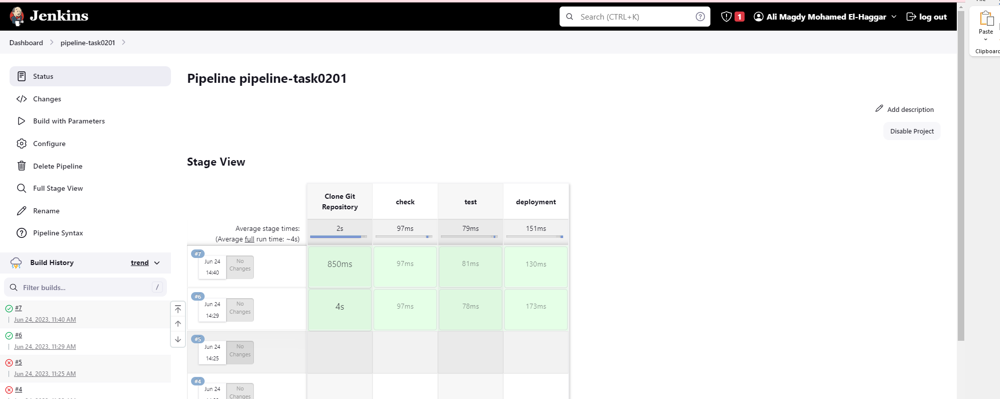 File
Jenkins
Search (CTRL+K)
1
Ali Magdy Mohamed El-Haggar
log out
Paste
Clipboard
Dashboard
pipeline-task0201
Status
Changes
Build with Parameters
Configure
Delete Pipeline
Full Stage View
Rename
Pipeline Syntax
Build History
trend
Filter builds...
/
#7
Jun 24, 2023, 11:40 AM
#6
Jun 24, 2023, 11:29 AM
#5
Jun 24, 2023, 11:25 AM
#4
Pipeline pipeline-task0201
Add description
Disable Project
Stage View
Clone Git
Repository
check
test
deployment
Average stage times:
(Average full run time: ~4s)
2s
97ms
79ms
151ms
#7
Jun 24
14:40
No
Changes
850ms
97ms
81ms
130ms
#6
Jun 24
14:29
No
Changes
4s
97ms
78ms
173ms
#5
Jun 24
14:25
No
Changes
#4
Jun 24
No
Changes